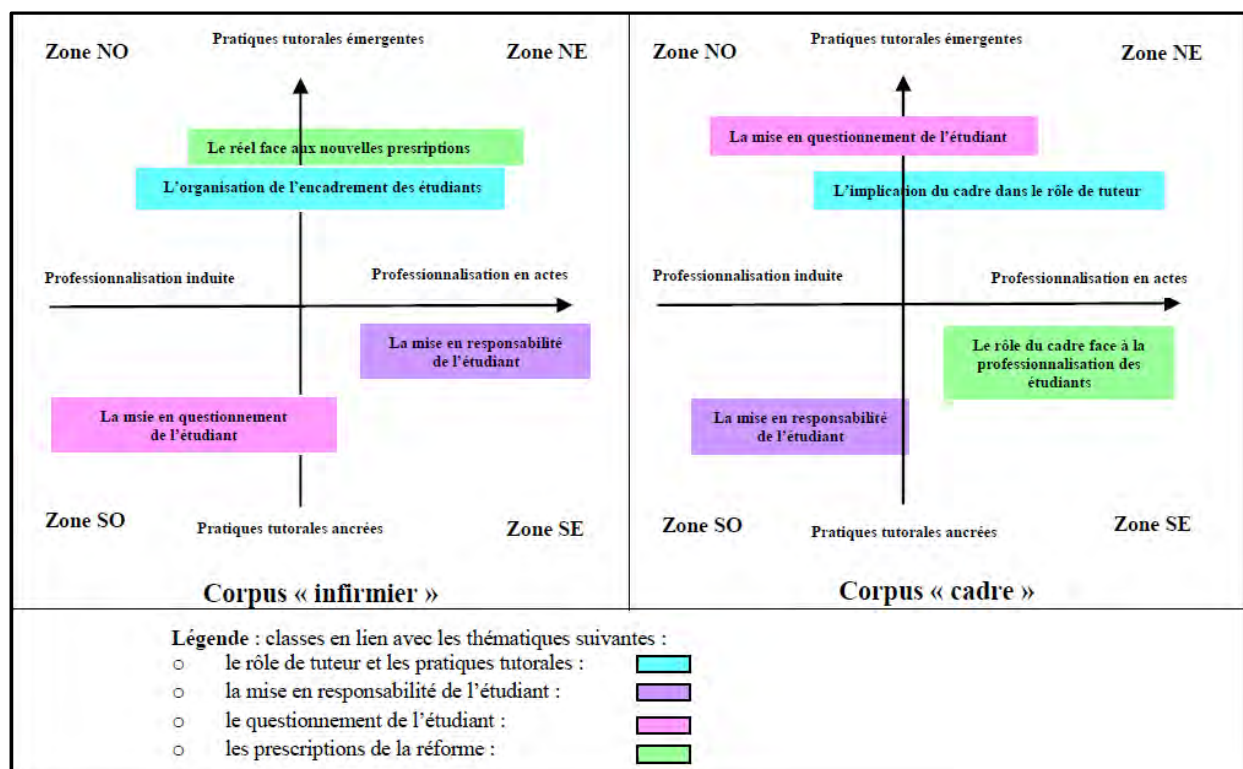 Zone NO
Pratiques tutorales émergentes
Zone NE
Le réel face aux nouvelles presriptions
L'organisation de l'encadrement des étudiants
Professionnalisation induite
Professionnalisation en actes
La mise en responsabilité
de l'étudiant
La msie en questionnement
de l'étudiant
Zone SO
Pratiques tutorales ancrées
Zone SE
Corpus « infirmier »
Zone NO
Pratiques tutorales émergentes
Zone NE
La mise en questionnement de l'étudiant
L'implication du cadre dans le rôle de tuteur
Professionnalisation induite
Professionnalisation en actes
Le rôle du cadre face à la
professionnalisation des
étudiants
La mise en responsabilité
de l'étudiant
Zone SO
Pratiques tutorales ancrées
Zone SE
Corpus « cadre »
Légende : classes en lien avec les thématiques suivantes :
o le rôle de tuteur et les pratiques tutorales :
o la mise en responsabilité de l'étudiant :
o le questionnement de l'étudiant :
o les prescriptions de la réforme :